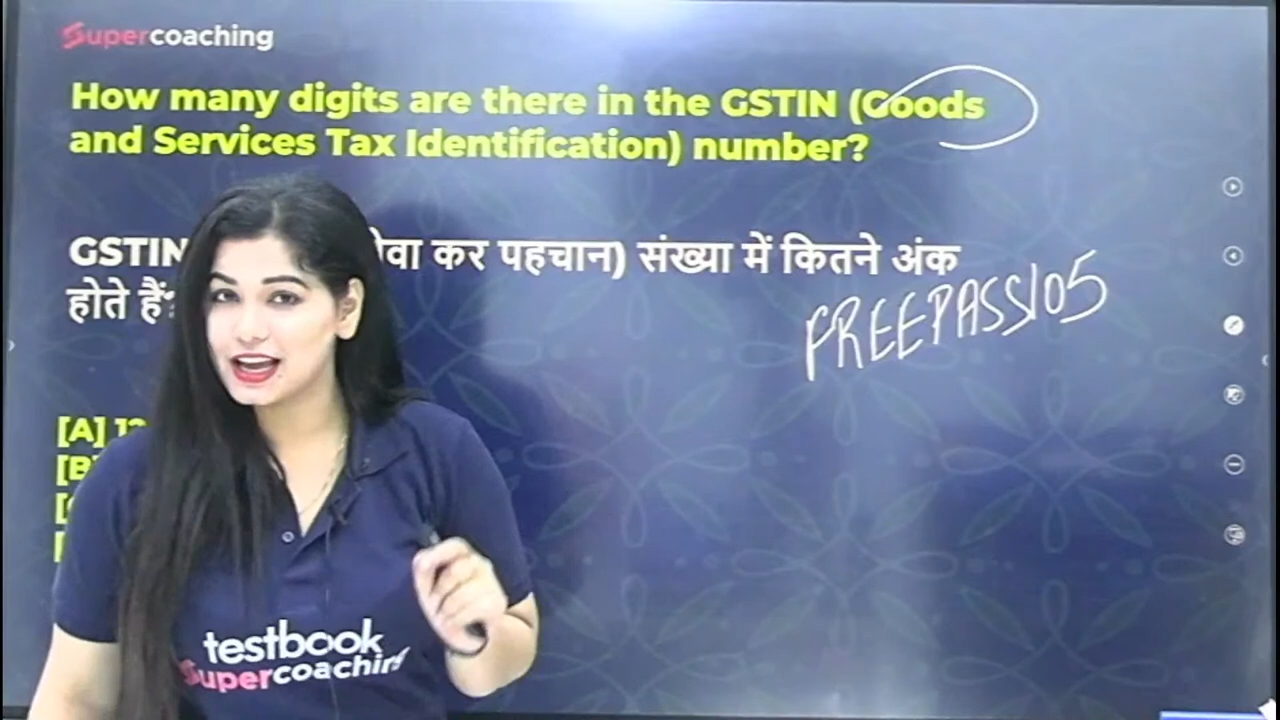 Supercoaching
How many digits are there in the GSTIN (Goods
and Services Tax Identification) number?
GSTIN कर पहचान) संख्या में कितने अंक
होते हैं?
FREEPASS105
[A]
testbook
Supercoaching